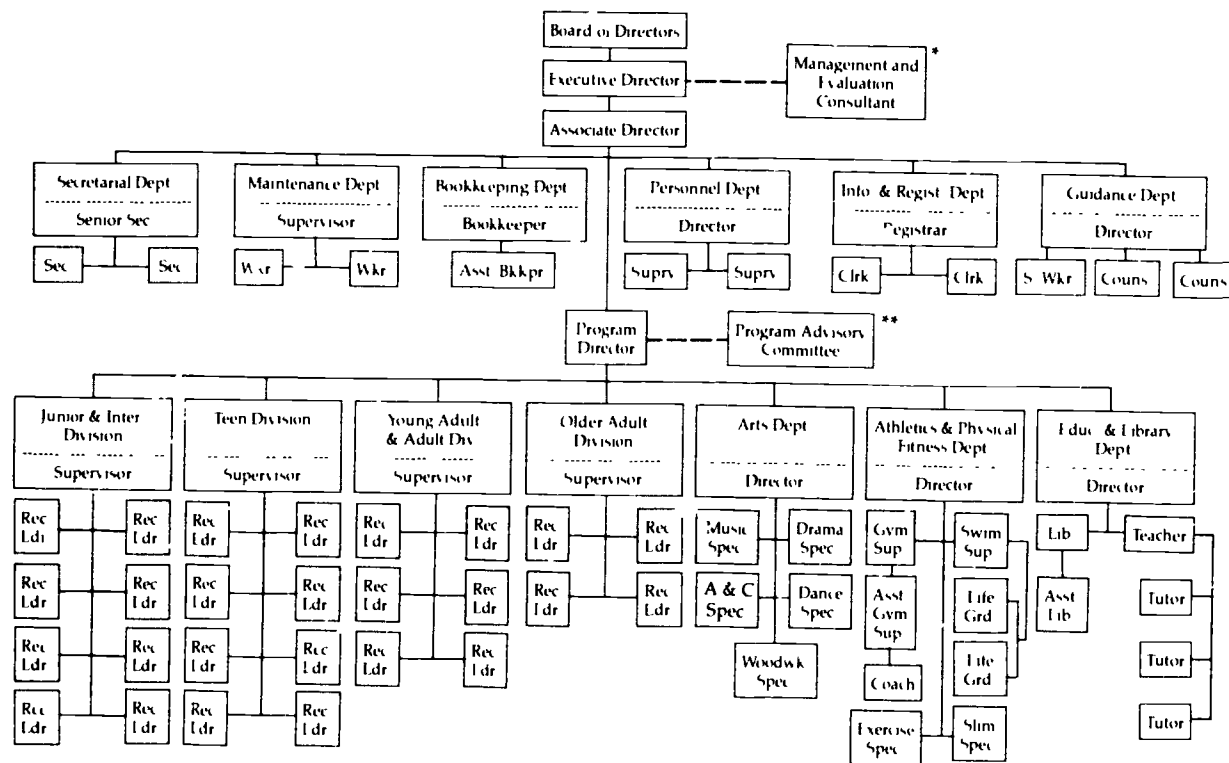 Board of Directors
*
Executive Director
Management and
Evaluation
Consultant
Associate Director
Secretarial Dept
Senior Sec
Sec
Sec
Maintenance Dept
Supervisor
Wkr
Wkr
Bookkeeping Dept
Bookkeeper
Asst Bkkpr
Personnel Dept
Director
Suprv
Suprv
Info & Regist Dept
Registrar
Clrk
Clrk
Guidance Dept
Director
S Wkr
Couns
Couns
Program
Director
Program Advisory
Committee
**
Junior & Inter
Division
Supervisor
Rec
Ldr
Rec
Ldr
Rec
Ldr
Rec
Ldr
Rec
Ldr
Rec
Ldr
Rec
Ldr
Rec
Ldr
Teen Division
Supervisor
Rec
Ldr
Rec
Ldr
Rec
Ldr
Rec
Ldr
Rec
Ldr
Rec
Ldr
Rec
Ldr
Rec
Ldr
Young Adult
& Adult Div
Supervisor
Rec
Ldr
Rec
Ldr
Rec
Ldr
Rec
Ldr
Rec
Ldr
Rec
Ldr
Older Adult
Division
Supervisor
Rec
Ldr
Rec
Ldr
Rec
Ldr
Rec
Ldr
Arts Dept
Director
Music
Spec
Drama
Spec
A & C
Spec
Dance
Spec
Woodwk
Spec
Athletics & Physical
Fitness Dept
Director
Gym
Sup
Swim
Sup
Asst
Gym
Sup
Life
Grd
Life
Grd
Coach
Exercise
Spec
Slim
Spec
Educ & Library
Dept
Director
Lib
Teacher
Asst
Lib
Tutor
Tutor
Tutor